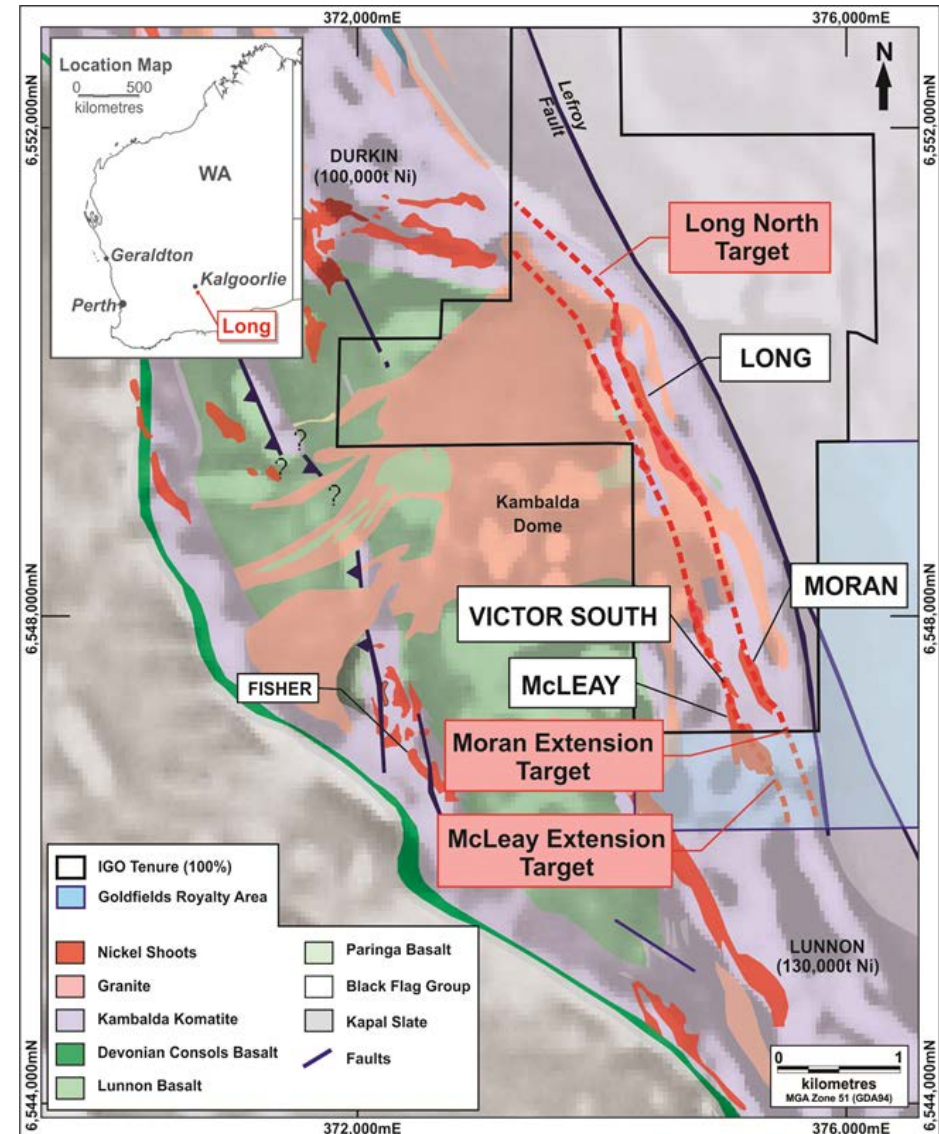 372,000mE
376,000mE
Location Map
0 500
kilometres
WA
Geraldton
Kalgoorlie
Perth
Long
N
6,552,000mN
6,552,000mN
Lefroy
Fault
DURKIN
(100,000t Ni)
Long North
Target
LONG
?
?
?
Kambalda
Dome
MORAN
VICTOR SOUTH
6,548,000mN
6,548,000mN
McLEAY
FISHER
Moran Extension
Target
McLeay Extension
Target
LUNNON
(130,000t Ni)
IGO Tenure (100%)
Goldfields Royalty Area
Nickel Shoots
Granite
Kambalda Komatite
Devonian Consols Basalt
Lunnon Basalt
Paringa Basalt
Black Flag Group
Kapal Slate
Faults
0 1
kilometres
MGA Zone 51 (GDA94)
6,544,000mN
6,544,000mN
372,000mE
376,000mE